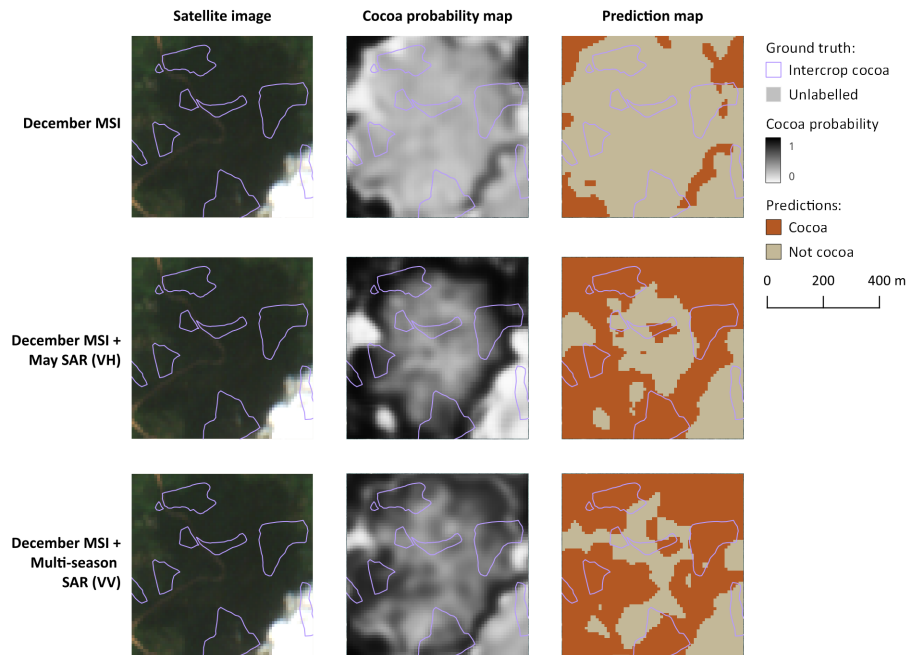 Satellite image
Cocoa probability map
Prediction map
December MSI
December MSI +
May SAR (VH)
December MSI +
Multi-season
SAR (VV)
Ground truth:
Intercrop cocoa
Unlabelled
Cocoa probability
1
0
Predictions:
Cocoa
Not cocoa
0 200 400 m